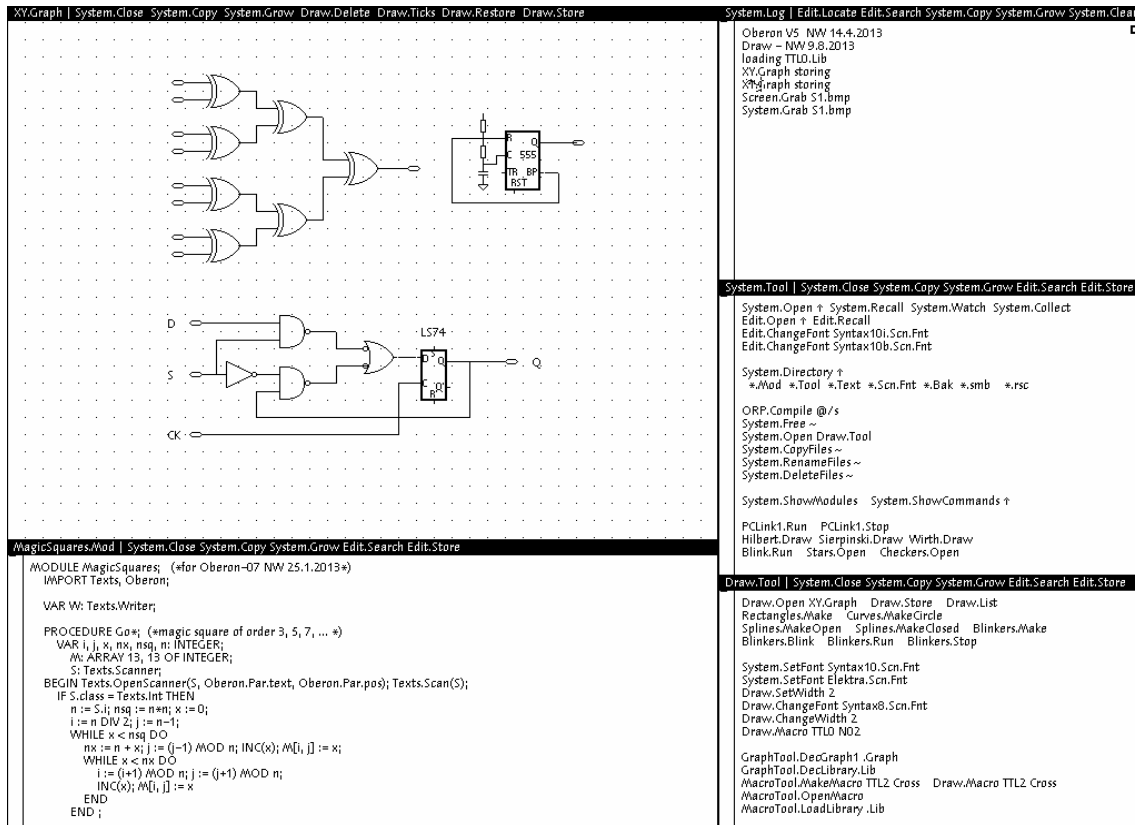 XY.Graph | System.Close System.Copy System.Grow Draw.Delete Draw.Ticks Draw.Restore Draw.Store
R Q
C 555
TR BP
RST
D
LS74
D S Q
S
C Q'
R
Q
CK
MagicSquares.Mod | System.Close System.Copy System.Grow Edit.Search Edit.Store
MODULE MagicSquares; (*for Oberon-07 NW 25.1.2013*)
IMPORT Texts, Oberon;
VAR W: Texts.Writer;
PROCEDURE Go*; (*magic square of order 3, 5, 7, ... *)
VAR i, j, x, nx, nsq, n: INTEGER;
M: ARRAY 13, 13 OF INTEGER;
S: Texts.Scanner;
BEGIN Texts.OpenScanner(S, Oberon.Par.text, Oberon.Par.pos); Texts.Scan(S);
IF S.class = Texts.Int THEN
n := S.i; nsq := n*n; x := 0;
i := n DIV 2; j := n-1;
WHILE x < nsq DO
nx := n + x; j := (j-1) MOD n; INC(x); M[i, j] := x;
WHILE x < nx DO
i := (i+1) MOD n; j := (j+1) MOD n;
INC(x); M[i, j] := x
END
END ;
System.Log | Edit.Locate Edit.Search System.Copy System.Grow System.Clear
Oberon V5 NW 14.4.2013
Draw - NW 9.8.2013
loading TTL0.Lib
XY.Graph storing
XY.Graph storing
Screen.Grab S1.bmp
System.Grab S1.bmp
System.Tool | System.Close System.Copy System.Grow Edit.Search Edit.Store
System.Open ↑ System.Recall System.Watch System.Collect
Edit.Open ↑ Edit.Recall
Edit.ChangeFont Syntax10i.Scn.Fnt
Edit.ChangeFont Syntax10b.Scn.Fnt
System.Directory ↑
*.Mod *.Tool *.Text *.Scn.Fnt *.Bak *.smb *.rsc
ORP.Compile @/s
System.Free ~
System.Open Draw.Tool
System.CopyFiles ~
System.RenameFiles ~
System.DeleteFiles ~
System.ShowModules System.ShowCommands ↑
PCLink1.Run PCLink1.Stop
Hilbert.Draw Sierpinski.Draw Wirth.Draw
Blink.Run Stars.Open Checkers.Open
Draw.Tool | System.Close System.Copy System.Grow Edit.Search Edit.Store
Draw.Open XY.Graph Draw.Store Draw.List
Rectangles.Make Curves.MakeCircle
Splines.MakeOpen Splines.MakeClosed Blinkers.Make
Blinkers.Blink Blinkers.Run Blinkers.Stop
System.SetFont Syntax10.Scn.Fnt
System.SetFont Elektra.Scn.Fnt
Draw.SetWidth 2
Draw.ChangeFont Syntax8.Scn.Fnt
Draw.ChangeWidth 2
Draw.Macro TTL0 N02
GraphTool.DecGraph1 .Graph
GraphTool.DecLibrary.Lib
MacroTool.MakeMacro TTL2 Cross Draw.Macro TTL2 Cross
MacroTool.OpenMacro
MacroTool.LoadLibrary .Lib